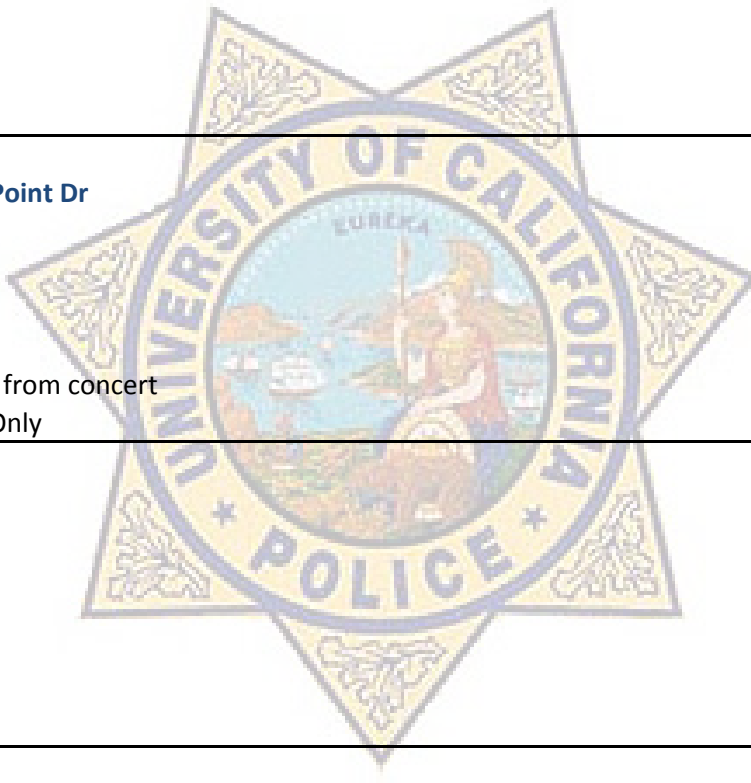 Point Dr
from concert
Only
UNIVERSITY OF CALIFORNIA
EUREKA
* POLICE *